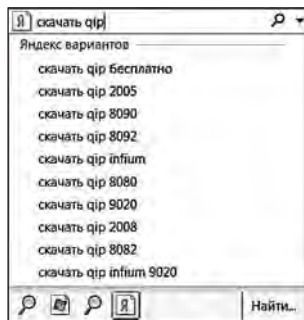 Я скачать qip
Яндекс вариантов
скачать qip бесплатно
скачать qip 2005
скачать qip 8090
скачать qip 8092
скачать qip infium
скачать qip 8080
скачать qip 9020
скачать qip 2008
скачать qip 8082
скачать qip infium 9020
Я Найти...